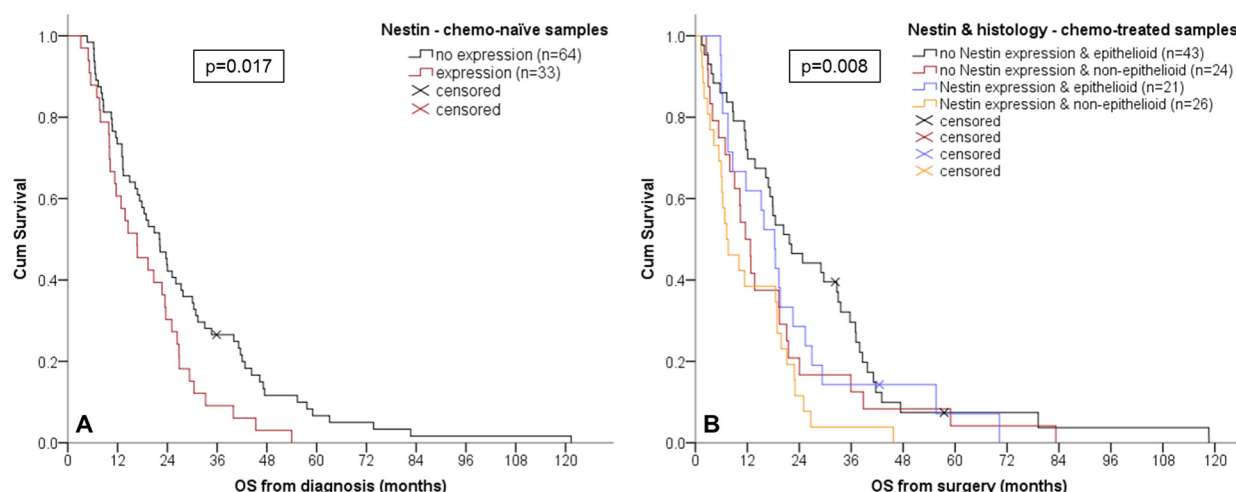 Nestin - chemo-naïve samples
no expression (n=64)
expression (n=33)
censored
censored
p=0.017
Cum Survival
1.0
0.8
0.6
0.4
0.2
0.0
A
0 12 24 36 48 60 72 84 96 108 120
OS from diagnosis (months)
Nestin & histology - chemo-treated samples
no Nestin expression & epithelioid (n=43)
no Nestin expression & non-epithelioid (n=24)
Nestin expression & epithelioid (n=21)
Nestin expression & non-epithelioid (n=26)
censored
censored
censored
censored
p=0.008
Cum Survival
1.0
0.8
0.6
0.4
0.2
0.0
B
0 12 24 36 48 60 72 84 96 108 120
OS from surgery (months)